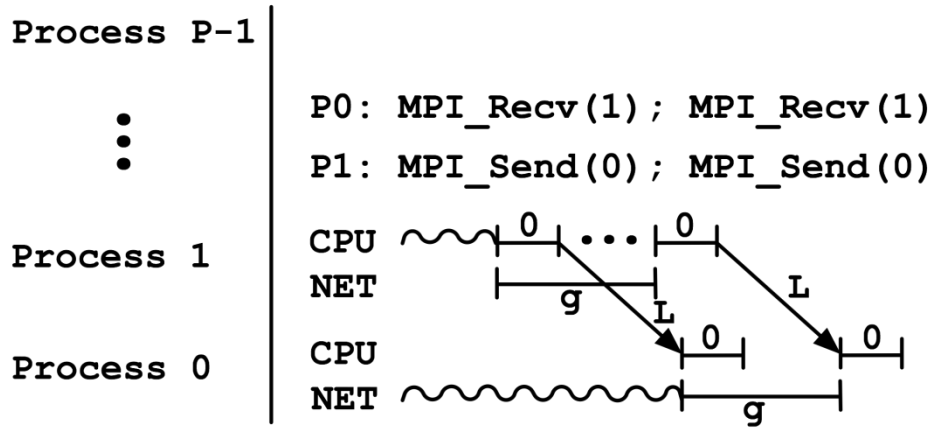 Process P-1
P0: MPI_Recv(1); MPI_Recv(1)
P1: MPI_Send(0); MPI_Send(0)
Process 1
CPU 0 0
NET g L L
Process 0
CPU 0 0
NET g